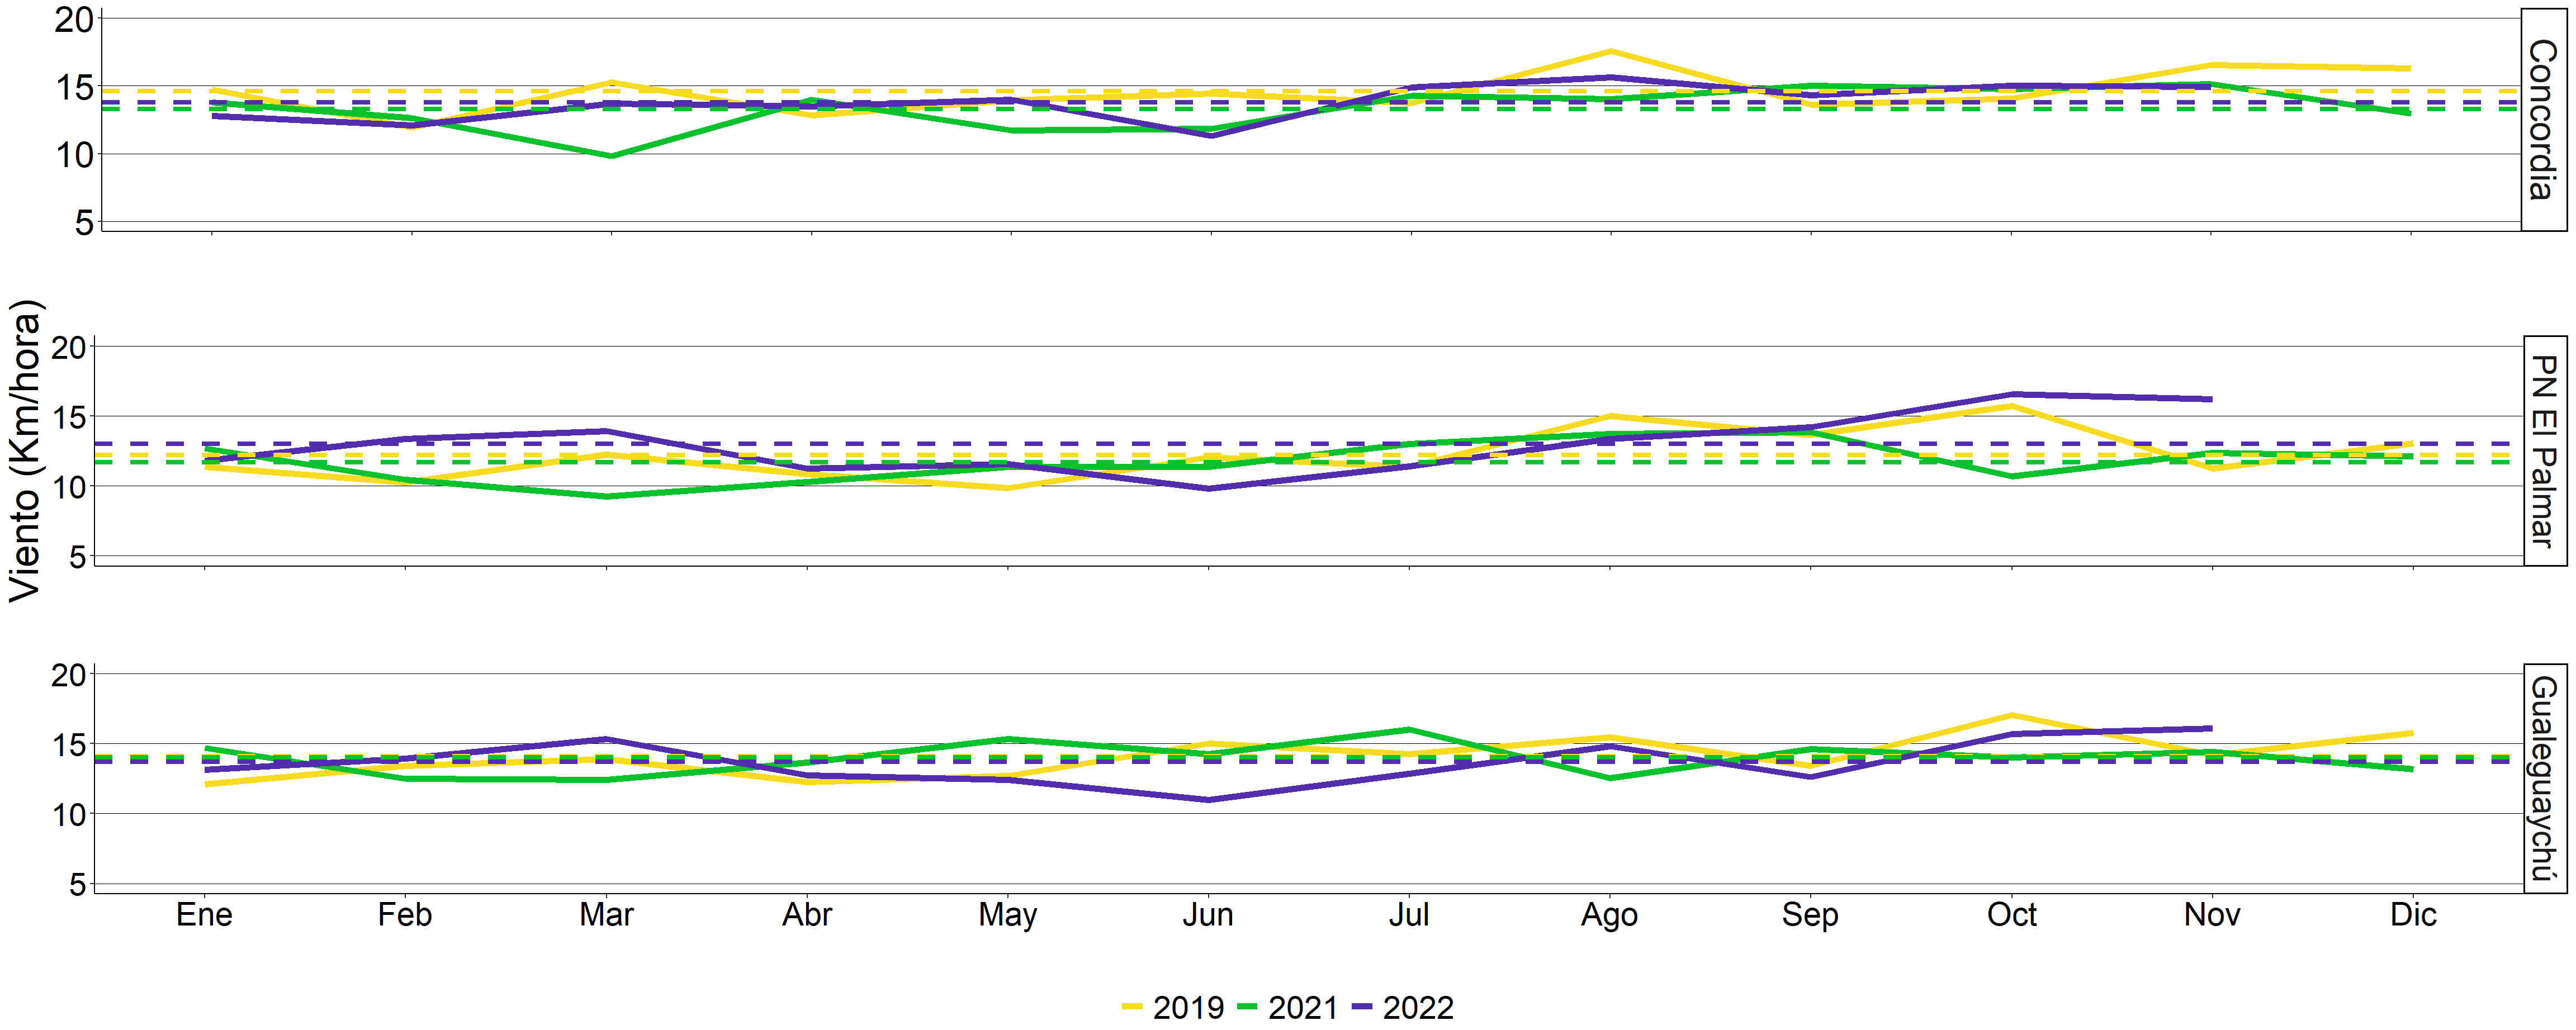 Viento (Km/hora)
20
15
10
5
Concordia
20
15
10
5
PN El Palmar
20
15
10
5
Gualeguaychú
Ene Feb Mar Abr May Jun Jul Ago Sep Oct Nov Dic
2019 2021 2022